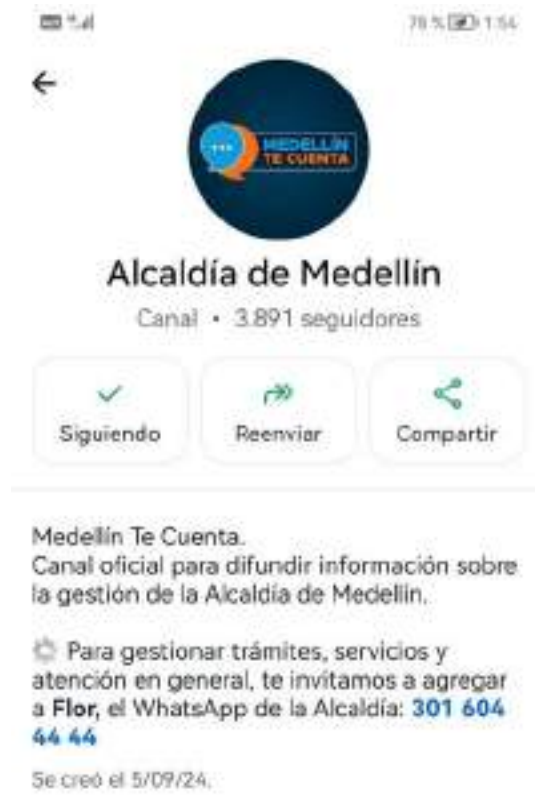 78 % 1:54
MEDELLÍN
TE CUENTA
Alcaldía de Medellín
Canal • 3.891 seguidores
Siguiendo Reenviar Compartir
Medellín Te Cuenta.
Canal oficial para difundir información sobre
la gestión de la Alcaldía de Medellín.
Para gestionar trámites, servicios y
atención en general, te invitamos a agregar
a Flor, el WhatsApp de la Alcaldía: 301 604
44 44
Se creó el 5/09/24.